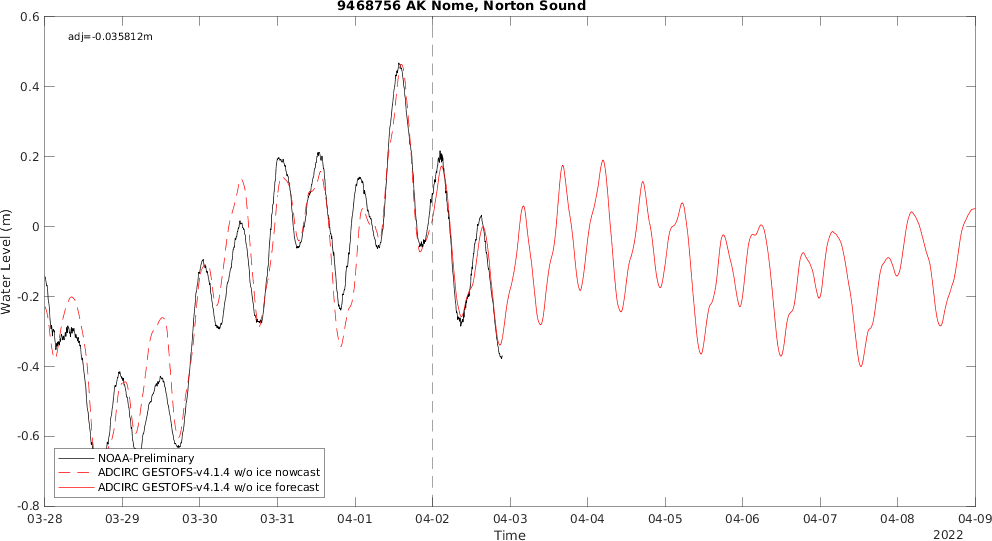 9468756 AK Nome, Norton Sound
adj=-0.035812m
0.6
0.4
0.2
0
-0.2
-0.4
-0.6
-0.8
Water Level (m)
NOAA-Preliminary
ADCIRC GESTOFS-v4.1.4 w/o ice nowcast
ADCIRC GESTOFS-v4.1.4 w/o ice forecast
03-28 03-29 03-30 03-31 04-01 04-02 04-03 04-04 04-05 04-06 04-07 04-08 04-09
Time
2022